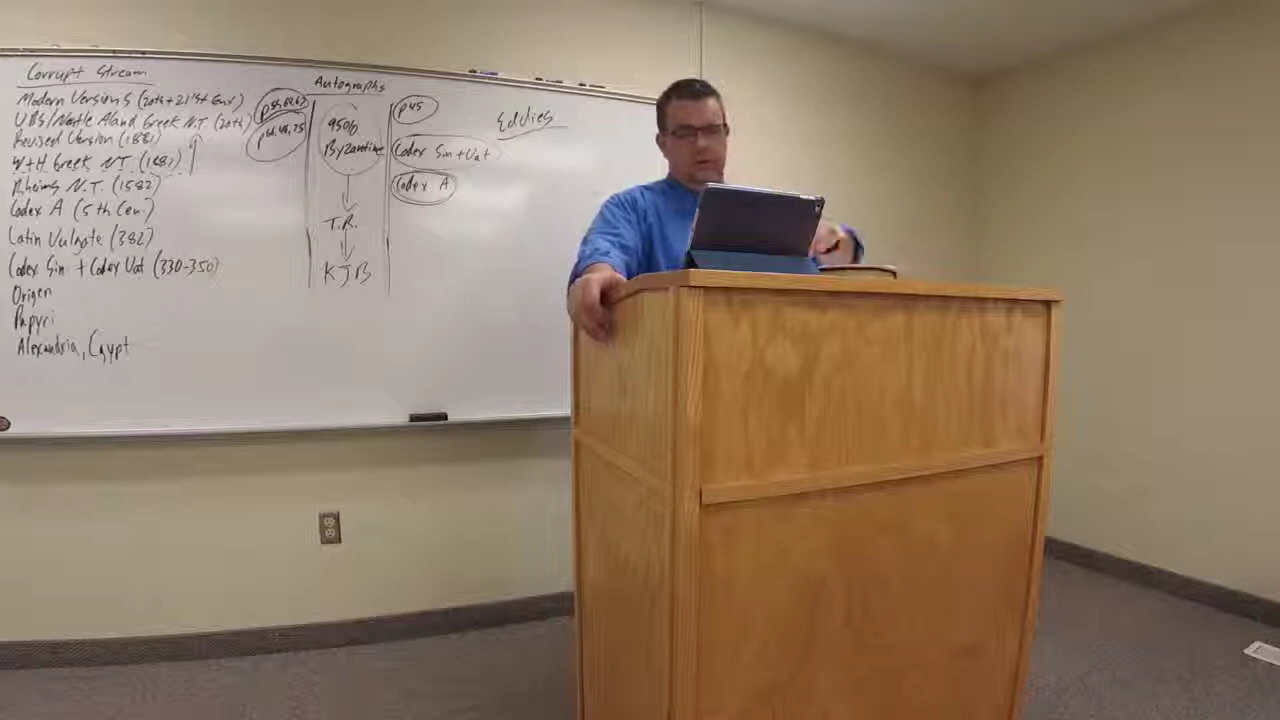 Corrupt Stream
Modern Versions (20th + 21st Cent)
UBS/Nestle Aland Greek N.T. (20th)
Revised Version (1881)
W+H Greek N.T. (1881)
Rheims N.T. (1582)
Codex A (5th Cen.)
Latin Vulgate (382)
Codex Sin + Codex Vat (330-350)
Origen
Papyri
Alexandria, Egypt
Autographs
95%
Byzantine
T.R.
KJB
P45
Codex Sin + Vat
Codex A
Eddies